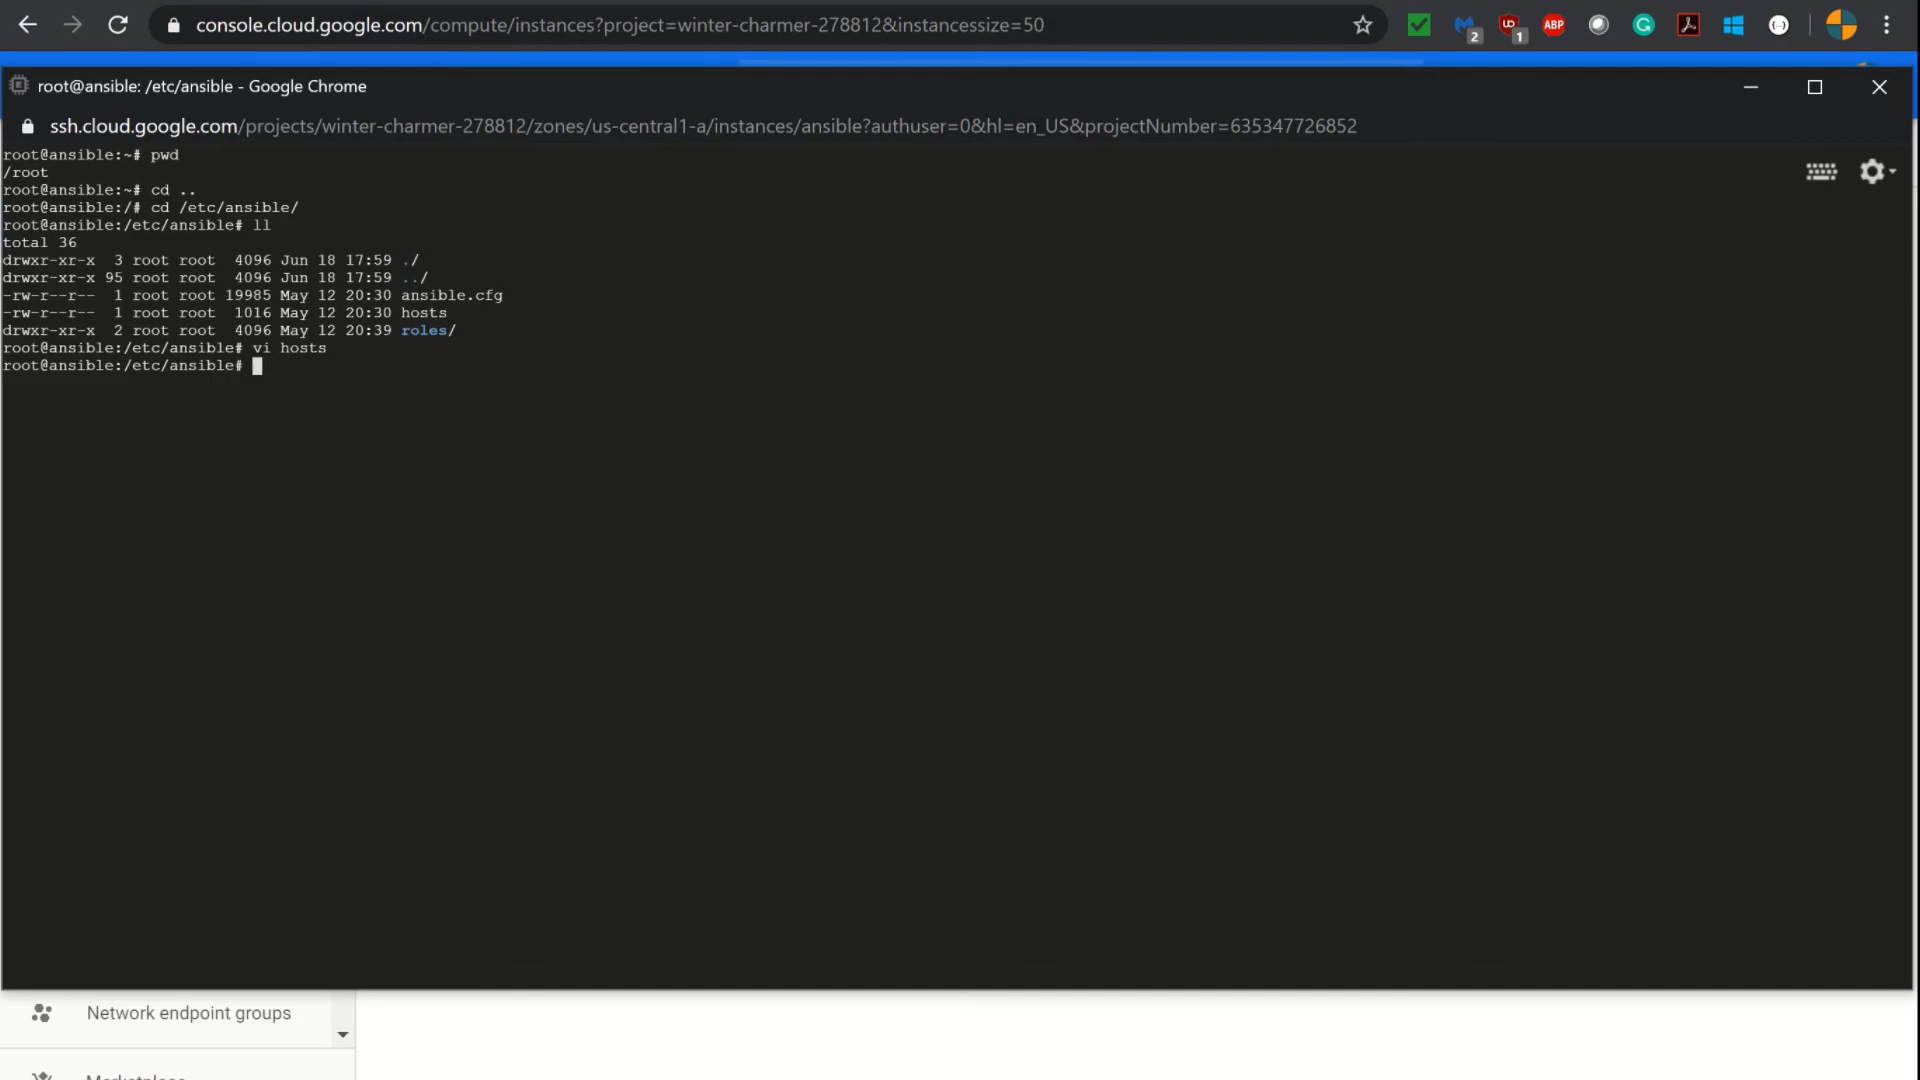 console.cloud.google.com/compute/instances?project=winter-charmer-278812&instancessize=50
2
UD
1
ABP
G
root@ansible: /etc/ansible - Google Chrome
ssh.cloud.google.com/projects/winter-charmer-278812/zones/us-central1-a/instances/ansible?authuser=0&hl=en_US&projectNumber=635347726852
root@ansible:~# pwd
/root
root@ansible:~# cd ..
root@ansible:/# cd /etc/ansible/
root@ansible:/etc/ansible# ll
total 36
drwxr-xr-x  3 root root  4096 Jun 18 17:59 ./
drwxr-xr-x 95 root root  4096 Jun 18 17:59 ../
-rw-r--r--  1 root root 19985 May 12 20:30 ansible.cfg
-rw-r--r--  1 root root  1016 May 12 20:30 hosts
drwxr-xr-x  2 root root  4096 May 12 20:39 roles/
root@ansible:/etc/ansible# vi hosts
root@ansible:/etc/ansible#
Network endpoint groups
Marketplace